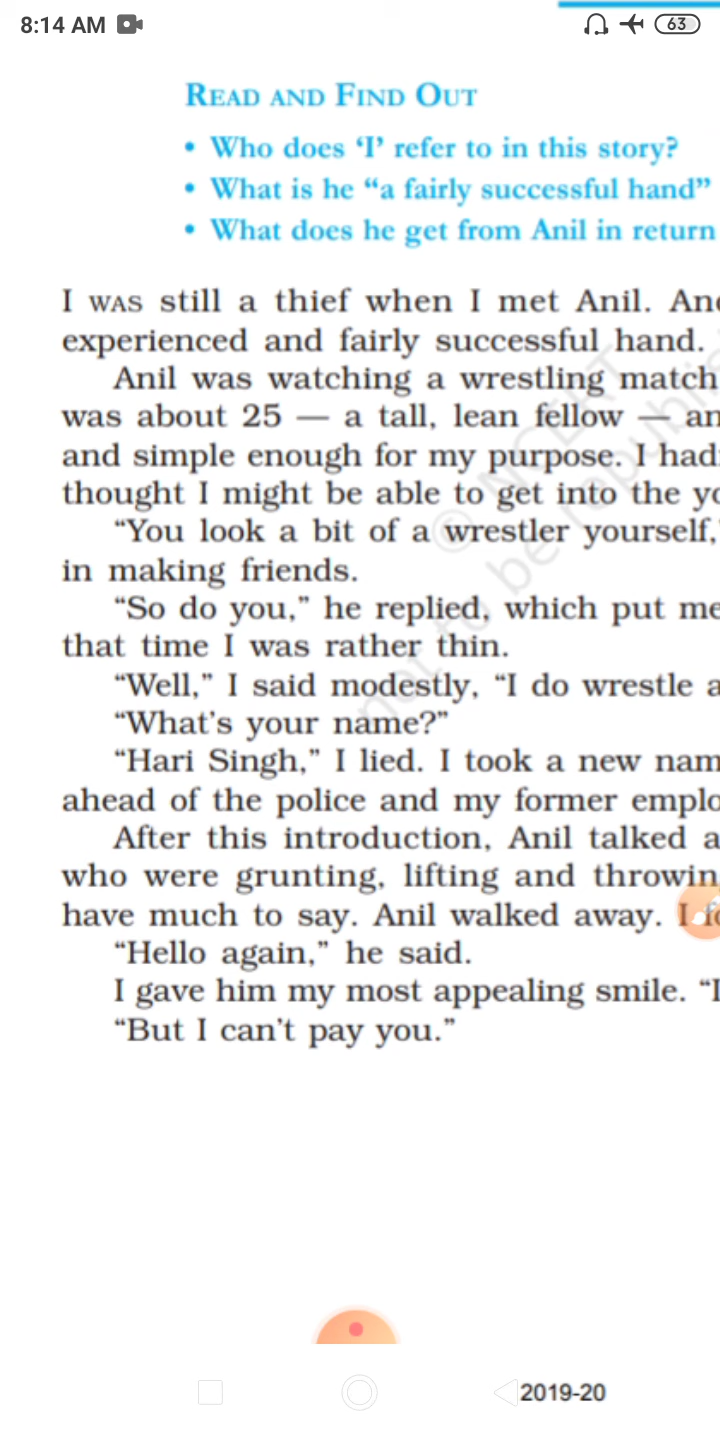 8:14 AM
63
READ AND FIND OUT
• Who does ‘I’ refer to in this story?
• What is he “a fairly successful hand”
• What does he get from Anil in return
I WAS still a thief when I met Anil. And
experienced and fairly successful hand.
Anil was watching a wrestling match
was about 25 — a tall, lean fellow — an
and simple enough for my purpose. I had
thought I might be able to get into the yo
“You look a bit of a wrestler yourself,”
in making friends.
“So do you,” he replied, which put me
that time I was rather thin.
“Well,” I said modestly, “I do wrestle a
“What’s your name?”
“Hari Singh,” I lied. I took a new nam
ahead of the police and my former emplo
After this introduction, Anil talked a
who were grunting, lifting and throwin
have much to say. Anil walked away. I
“Hello again,” he said.
I gave him my most appealing smile. “I
“But I can’t pay you.”
© NCERT
not to be republis
2019-20